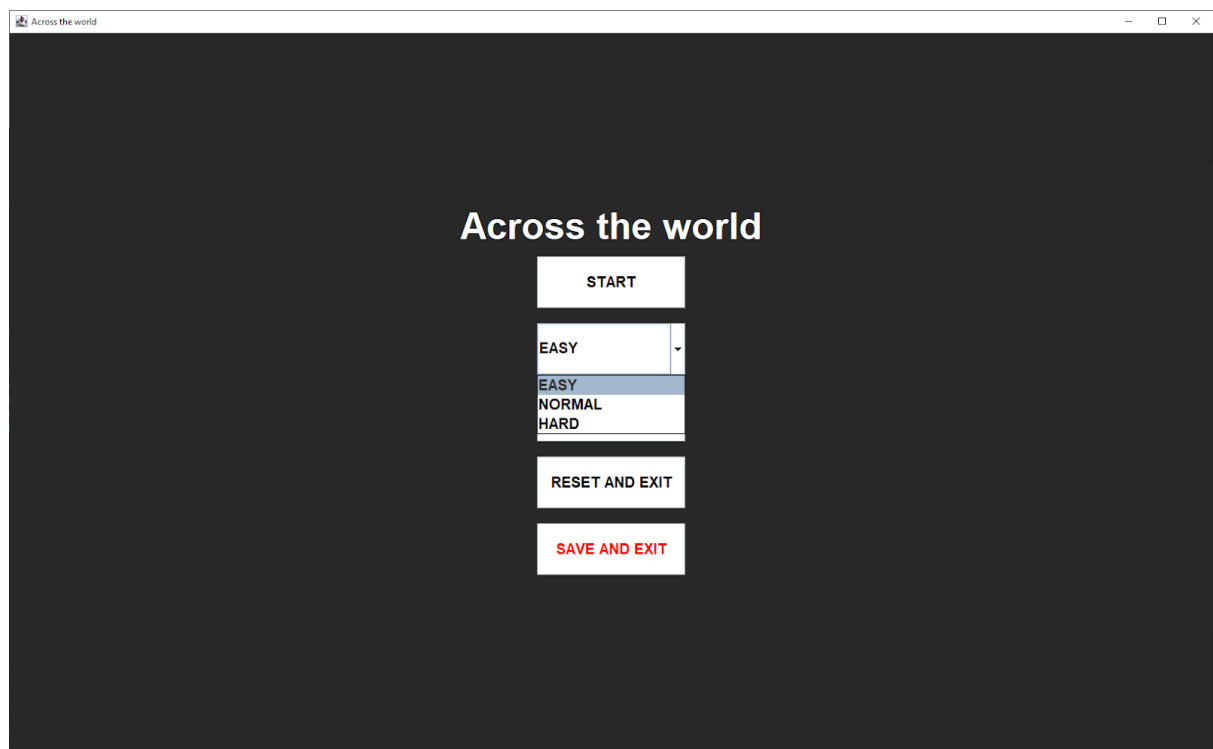 Across the world
Across the world
START
EASY
EASY
NORMAL
HARD
RESET AND EXIT
SAVE AND EXIT